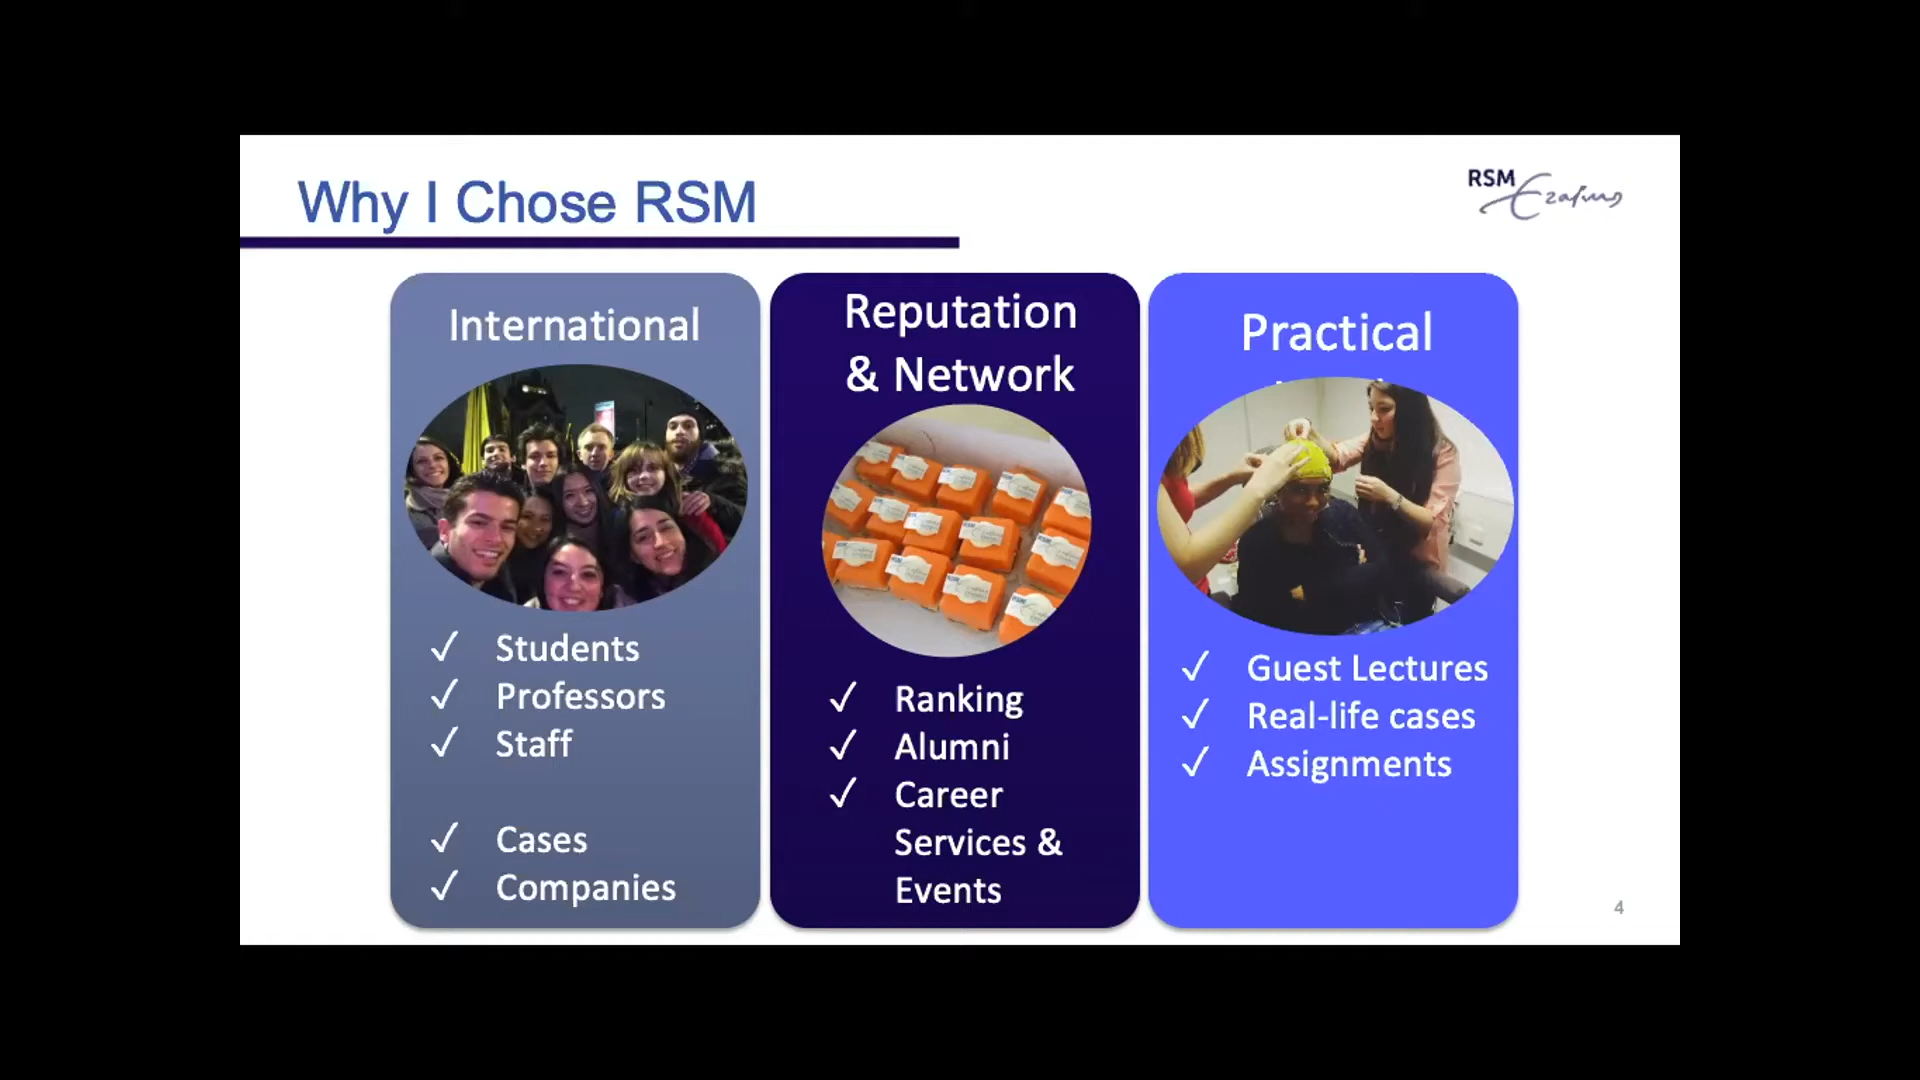 Why I Chose RSM
RSM
Erasmus
International
✓ Students
✓ Professors
✓ Staff
✓ Cases
✓ Companies
Reputation
& Network
✓ Ranking
✓ Alumni
✓ Career
Services &
Events
Practical
✓ Guest Lectures
✓ Real-life cases
✓ Assignments
4